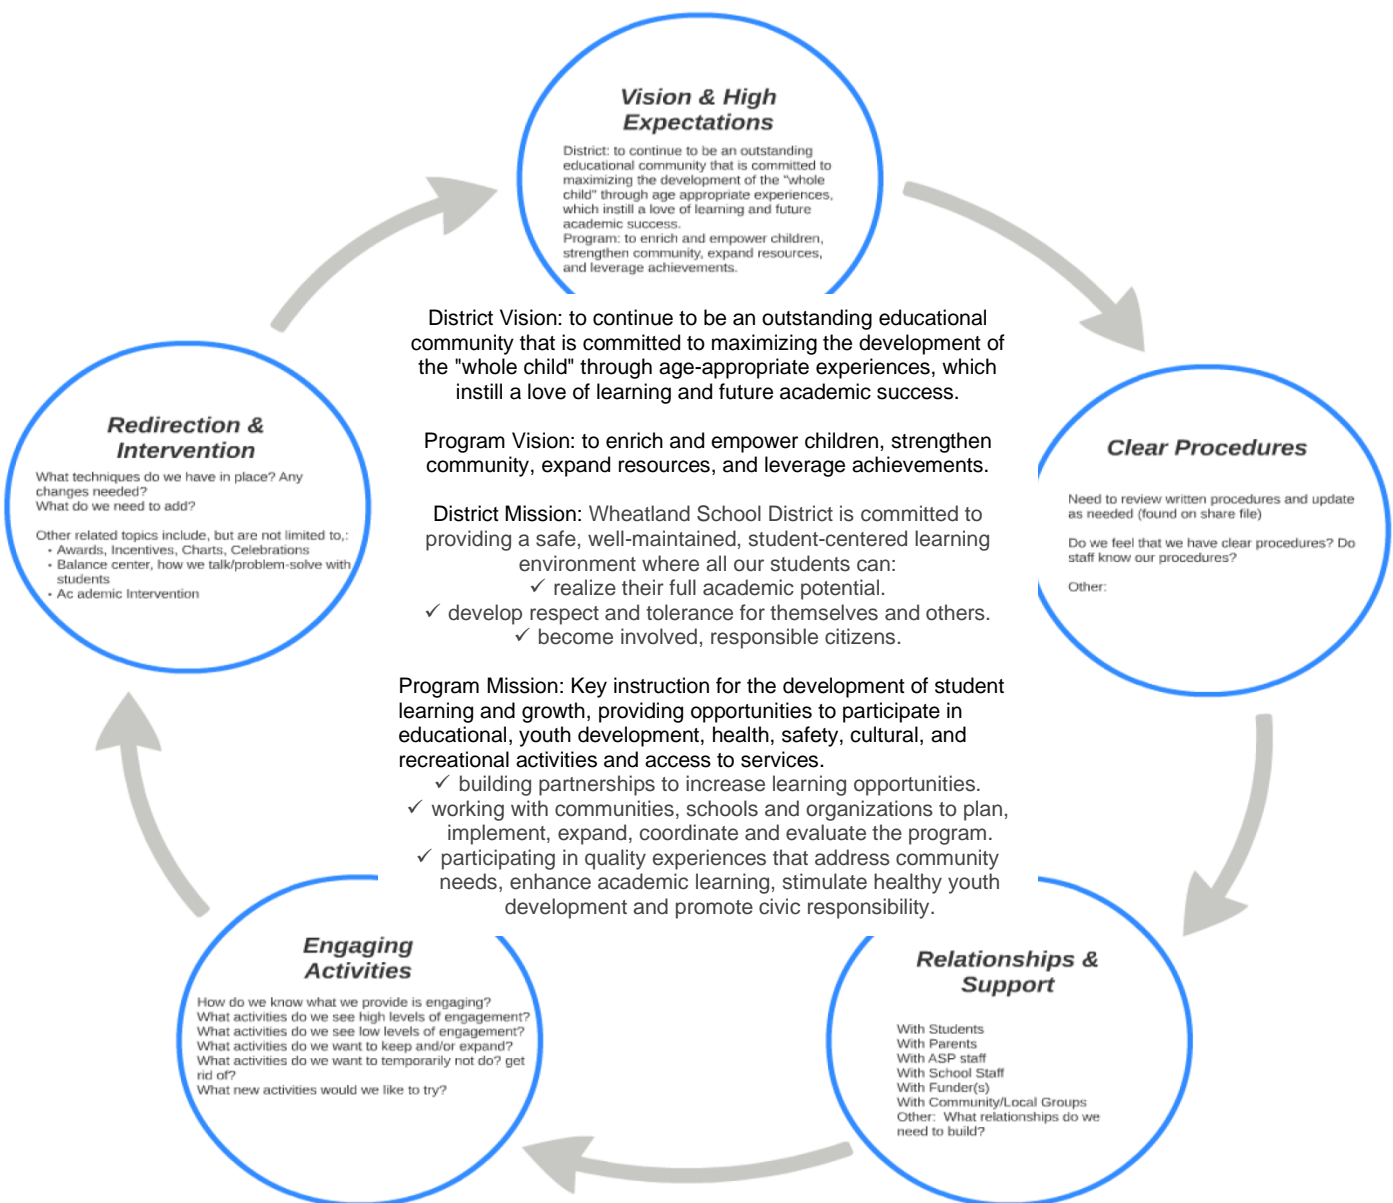 Vision & High
Expectations
District: to continue to be an outstanding
educational community that is committed to
maximizing the development of the "whole
child" through age appropriate experiences,
which instill a love of learning and future
academic success.
Program: to enrich and empower children,
strengthen community, expand resources,
and leverage achievements.
District Vision: to continue to be an outstanding educational
community that is committed to maximizing the development of
the "whole child" through age-appropriate experiences, which
instill a love of learning and future academic success.
Program Vision: to enrich and empower children, strengthen
community, expand resources, and leverage achievements.
District Mission: Wheatland School District is committed to
providing a safe, well-maintained, student-centered learning
environment where all our students can:
✓ realize their full academic potential.
✓ develop respect and tolerance for themselves and others.
✓ become involved, responsible citizens.
Program Mission: Key instruction for the development of student
learning and growth, providing opportunities to participate in
educational, youth development, health, safety, cultural, and
recreational activities and access to services.
✓ building partnerships to increase learning opportunities.
✓ working with communities, schools and organizations to plan,
implement, expand, coordinate and evaluate the program.
✓ participating in quality experiences that address community
needs, enhance academic learning, stimulate healthy youth
development and promote civic responsibility.
Clear Procedures
Need to review written procedures and update
as needed (found on share file)
Do we feel that we have clear procedures? Do
staff know our procedures?
Other:
Relationships &
Support
With Students
With Parents
With ASP staff
With School Staff
With Funder(s)
With Community/Local Groups
Other: What relationships do we
need to build?
Engaging
Activities
How do we know what we provide is engaging?
What activities do we see high levels of engagement?
What activities do we see low levels of engagement?
What activities do we want to keep and/or expand?
What activities do we want to temporarily not do? get
rid of?
What new activities would we like to try?
Redirection &
Intervention
What techniques do we have in place? Any
changes needed?
What do we need to add?
Other related topics include, but are not limited to,:
• Awards, Incentives, Charts, Celebrations
• Balance center, how we talk/problem-solve with
students
• Ac ademic Intervention